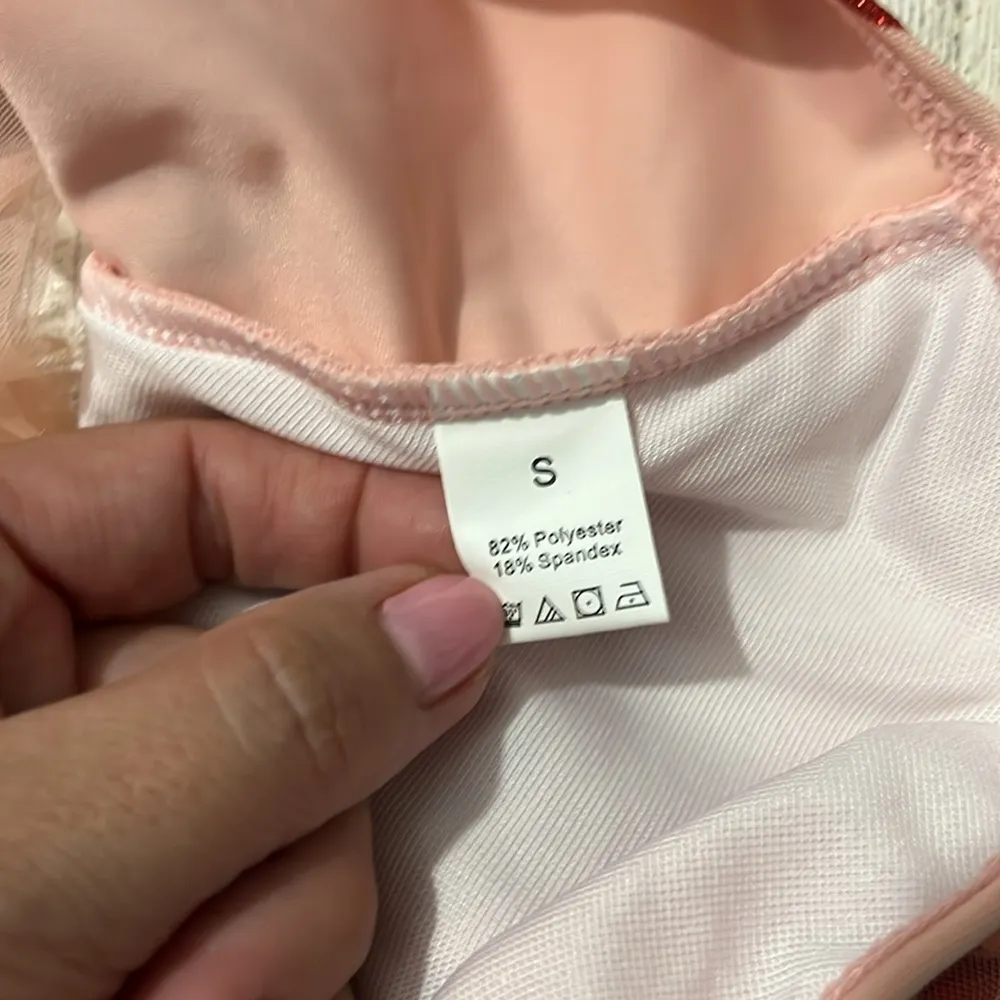 S
82% Polyester
18% Spandex